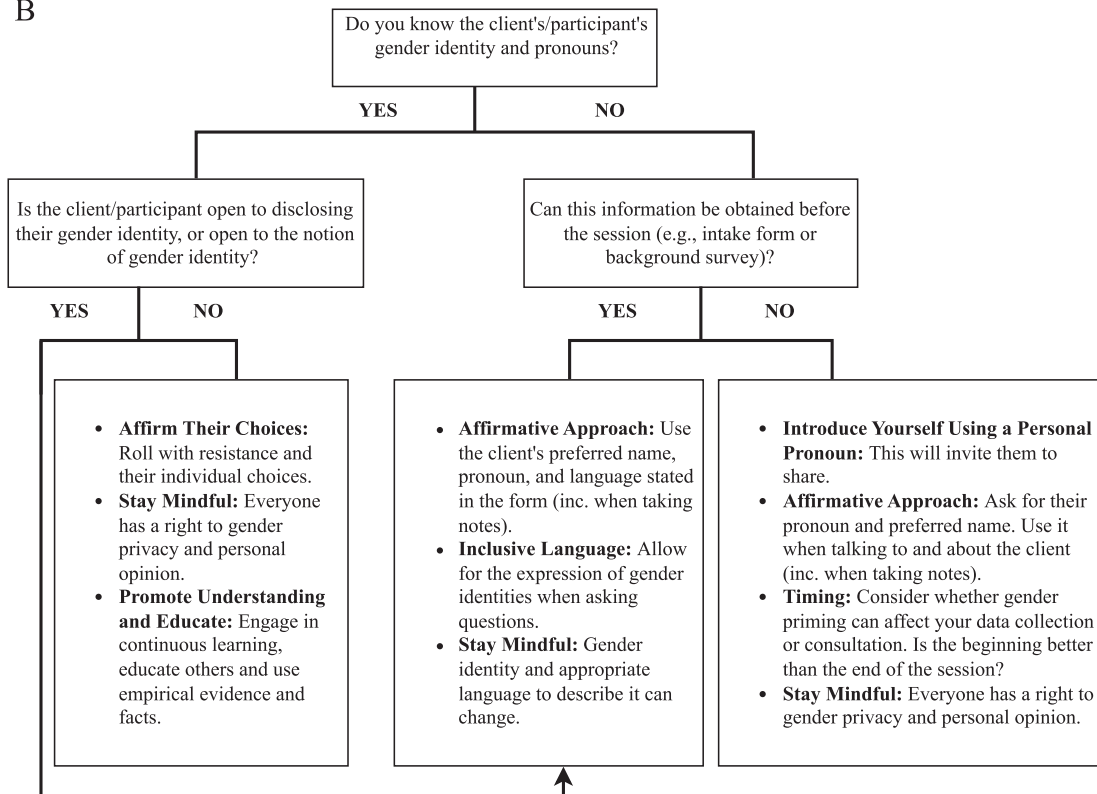 B
Do you know the client's/participant's
gender identity and pronouns?
YES
NO
Is the client/participant open to disclosing
their gender identity, or open to the notion
of gender identity?
Can this information be obtained before
the session (e.g., intake form or
background survey)?
YES
NO
YES
NO
• Affirm Their Choices:
Roll with resistance and
their individual choices.
• Stay Mindful: Everyone
has a right to gender
privacy and personal
opinion.
• Promote Understanding
and Educate: Engage in
continuous learning,
educate others and use
empirical evidence and
facts.
• Affirmative Approach: Use
the client's preferred name,
pronoun, and language stated
in the form (inc. when taking
notes).
• Inclusive Language: Allow
for the expression of gender
identities when asking
questions.
• Stay Mindful: Gender
identity and appropriate
language to describe it can
change.
• Introduce Yourself Using a Personal
Pronoun: This will invite them to
share.
• Affirmative Approach: Ask for their
pronoun and preferred name. Use it
when talking to and about the client
(inc. when taking notes).
• Timing: Consider whether gender
priming can affect your data collection
or consultation. Is the beginning better
than the end of the session?
• Stay Mindful: Everyone has a right to
gender privacy and personal opinion.